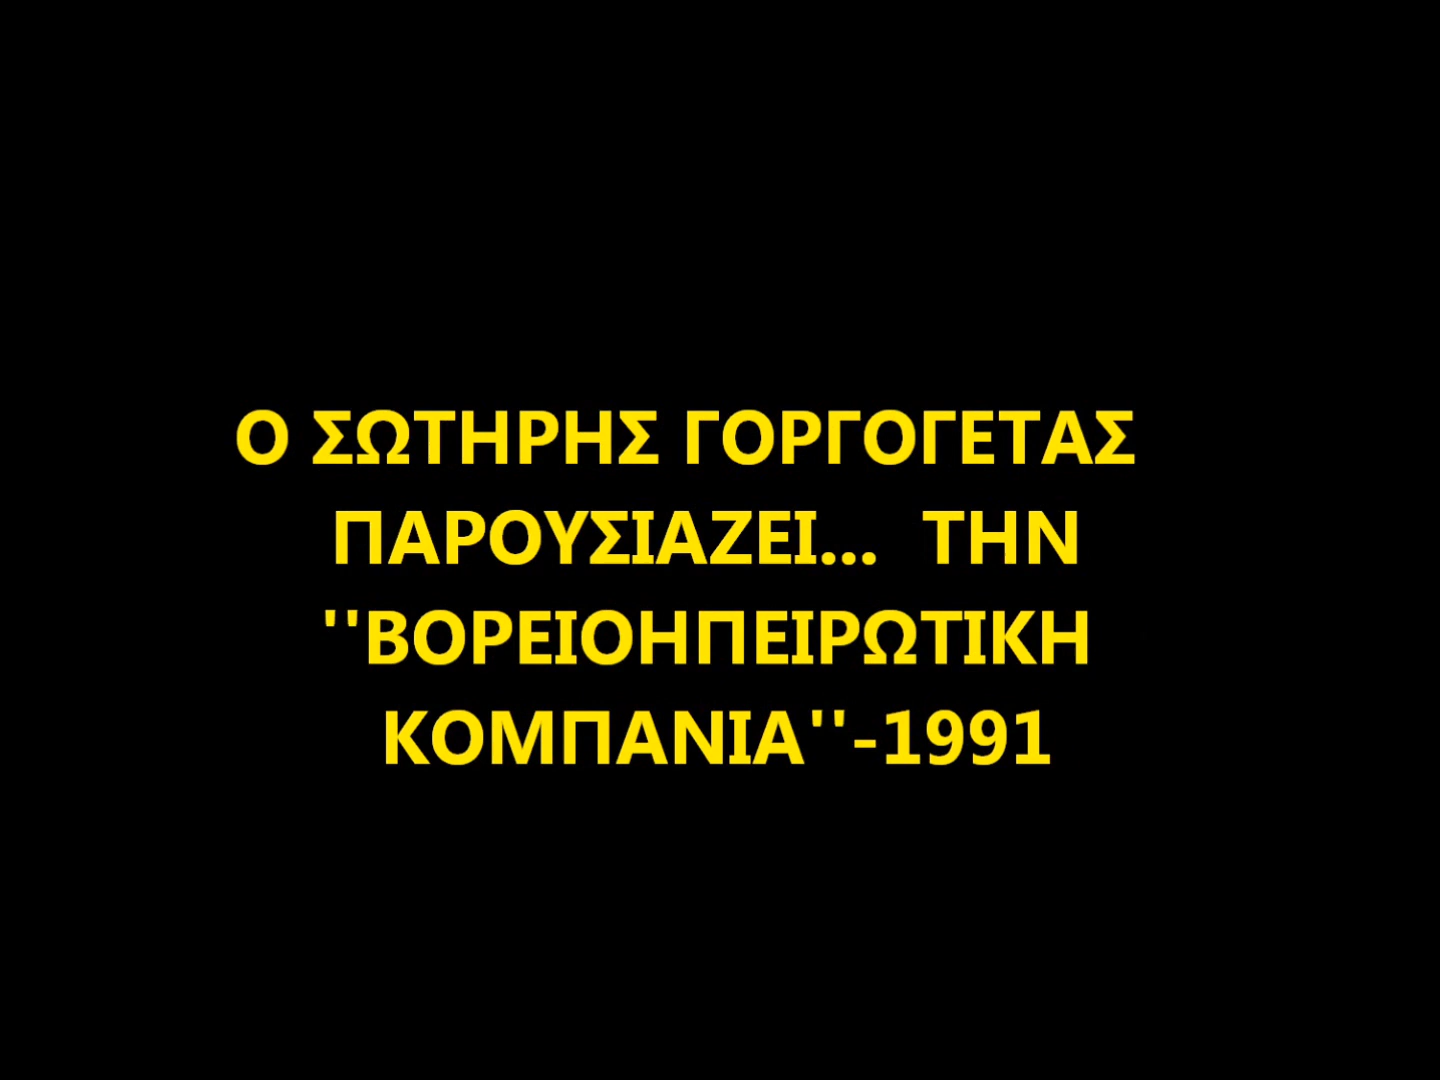 Ο ΣΩΤΗΡΗΣ ΓΟΡΓΟΓΕΤΑΣ
ΠΑΡΟΥΣΙΑΖΕΙ... ΤΗΝ
''ΒΟΡΕΙΟΗΠΕΙΡΩΤΙΚΗ
ΚΟΜΠΑΝΙΑ''-1991